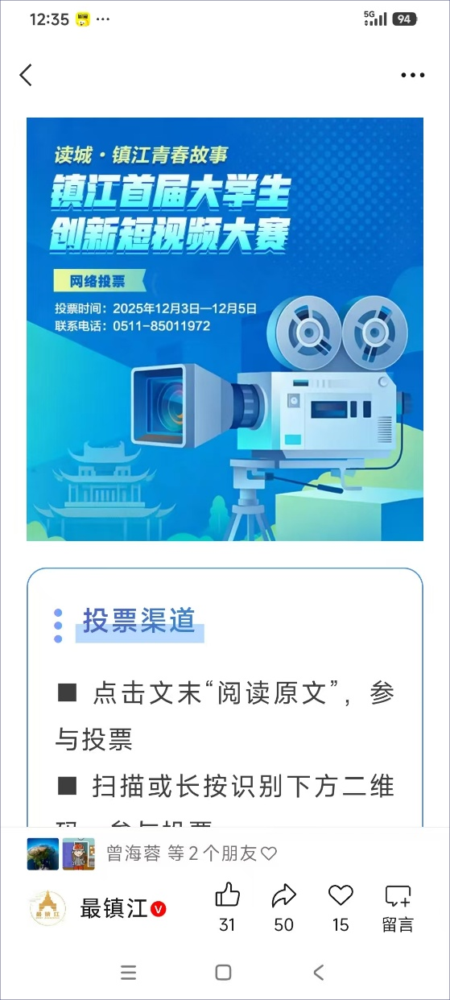 12:35
5G
94
读城·镇江青春故事
镇江首届大学生
创新短视频大赛
网络投票
投票时间：2025年12月3日—12月5日
联系电话：0511-85011972
投票渠道
■ 点击文末“阅读原文”，参
与投票
■ 扫描或长按识别下方二维
曾海蓉 等2个朋友♡
最镇江
31
50
15
留言